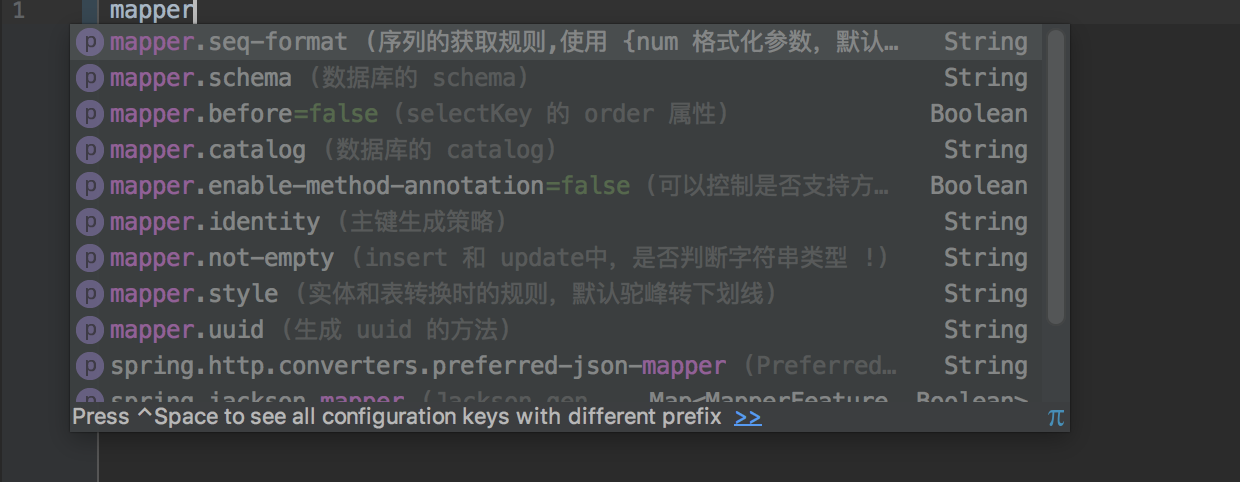 1 mapper
p mapper.seq-format (序列的获取规则,使用 {num 格式化参数，默认… String
p mapper.schema (数据库的 schema) String
p mapper.before=false (selectKey 的 order 属性) Boolean
p mapper.catalog (数据库的 catalog) String
p mapper.enable-method-annotation=false (可以控制是否支持方… Boolean
p mapper.identity (主键生成策略) String
p mapper.not-empty (insert 和 update中，是否判断字符串类型 !) String
p mapper.style (实体和表转换时的规则，默认驼峰转下划线) String
p mapper.uuid (生成 uuid 的方法) String
p spring.http.converters.preferred-json-mapper (Preferred… String
p spring.jackson.mapper (Jackson gen… Map<MapperFeature, Boolean>
Press ^Space to see all configuration keys with different prefix >> π